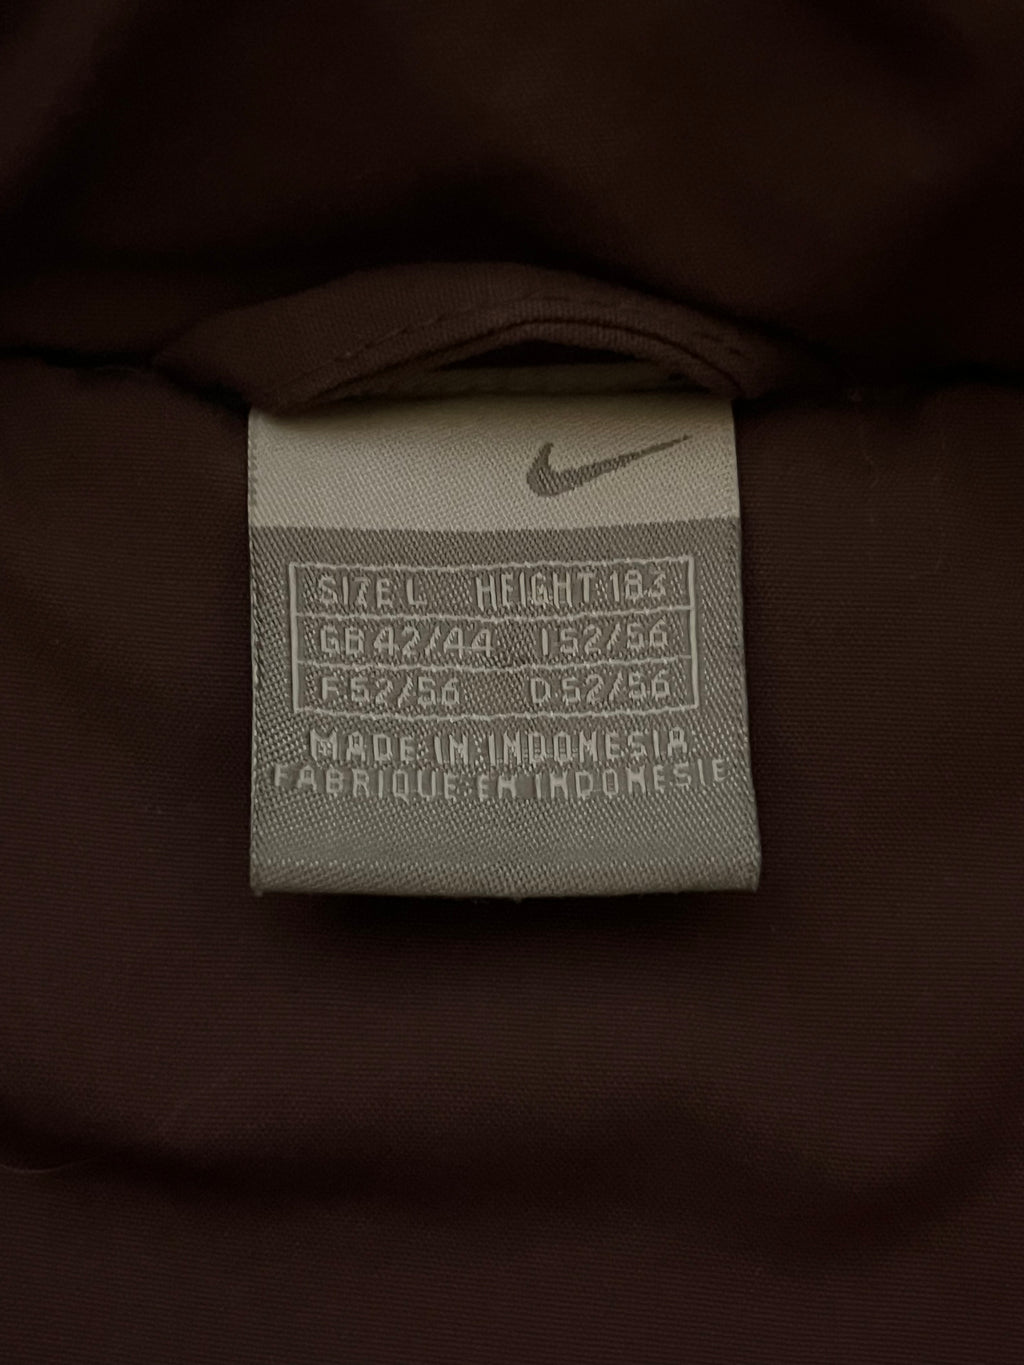 SIZE L HEIGHT 183
GB 42/44 I 52/56
F 52/56 D 52/56
MADE IN INDONESIA
FABRIQUE EN INDONESIE